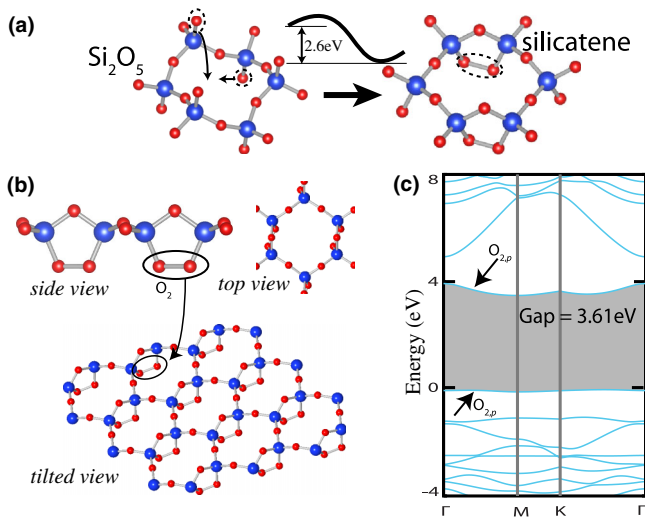 (a)
Si2O5
2.6eV
silicatene
(b)
side view
O2
top view
tilted view
(c)
8
4
0
−4
Energy (eV)
O2,p
Gap = 3.61eV
O2,p
Γ M K Γ